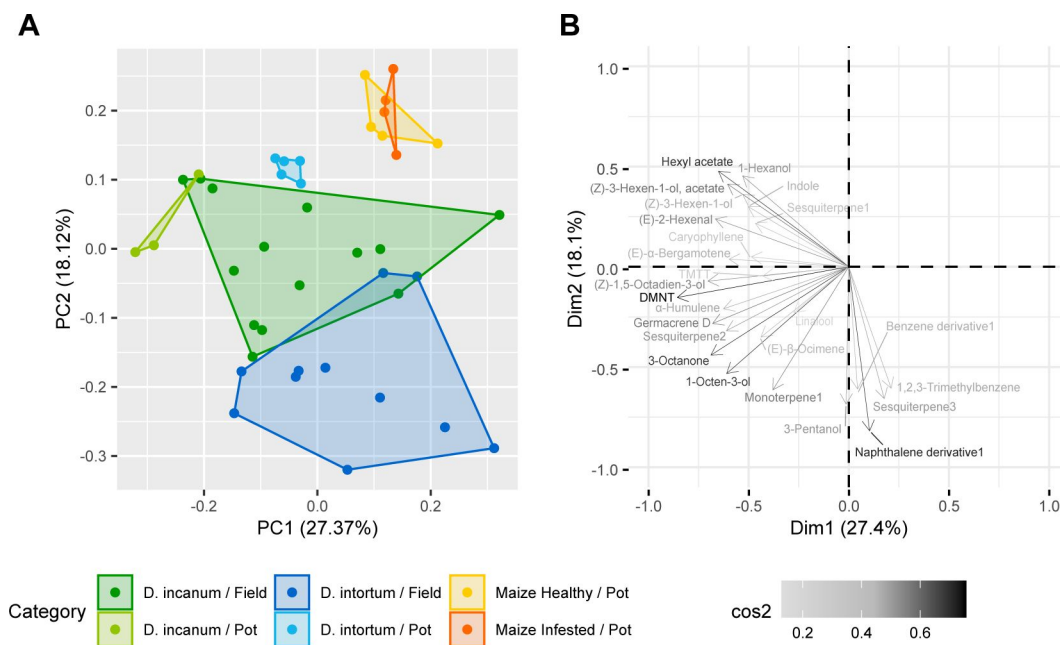 A
B
0.2
0.1
0.0
-0.1
-0.2
-0.3
PC2 (18.12%)
-0.2
0.0
0.2
PC1 (27.37%)
1.0
0.5
0.0
-0.5
-1.0
Dim2 (18.1%)
Hexyl acetate
1-Hexanol
(Z)-3-Hexen-1-ol, acetate
Indole
(Z)-3-Hexen-1-ol
Sesquiterpene1
(E)-2-Hexenal
Caryophyllene
(E)-α-Bergamotene
TMTT
(Z)-1,5-Octadien-3-ol
DMNT
α-Humulene
Germacrene D
Linalool
Benzene derivative1
Sesquiterpene2
(E)-β-Ocimene
3-Octanone
1-Octen-3-ol
1,2,3-Trimethylbenzene
Monoterpene1
Sesquiterpene3
3-Pentanol
Naphthalene derivative1
-1.0
-0.5
0.0
0.5
1.0
Dim1 (27.4%)
Category
D. incanum / Field
D. intortum / Field
Maize Healthy / Pot
D. incanum / Pot
D. intortum / Pot
Maize Infested / Pot
cos2
0.2
0.4
0.6